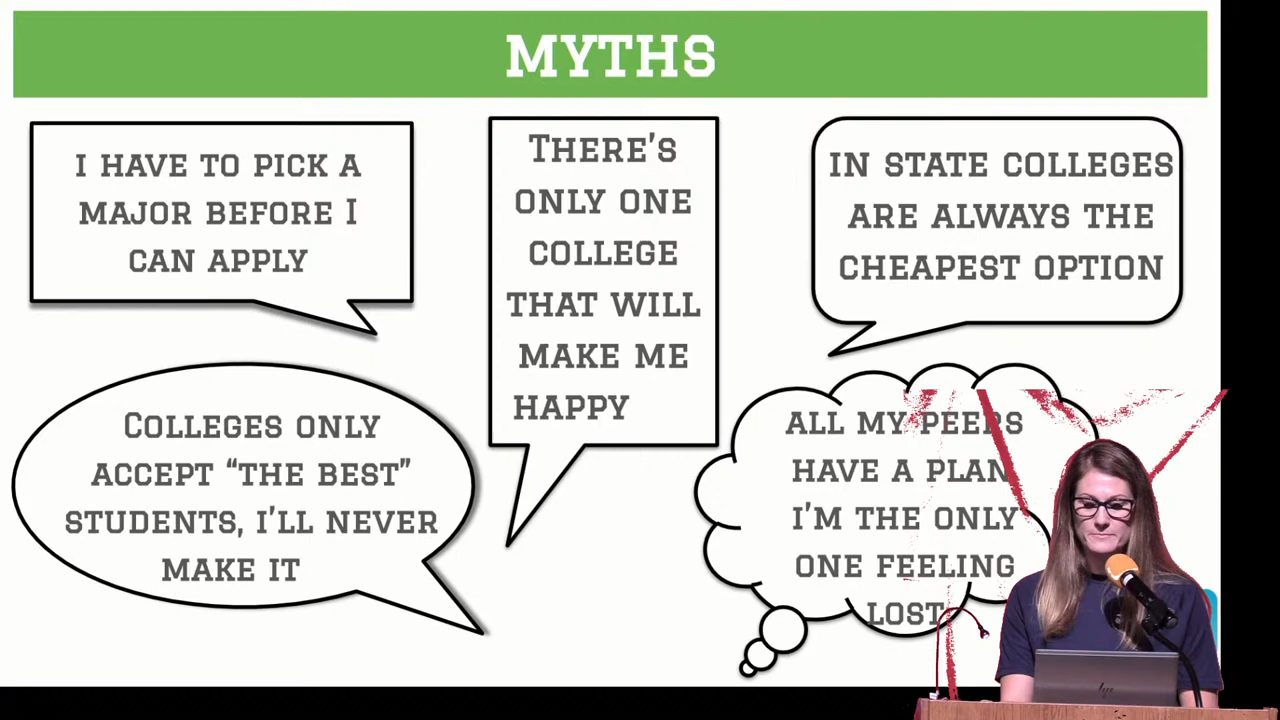 MYTHS
I HAVE TO PICK A
MAJOR BEFORE I
CAN APPLY
THERE'S
ONLY ONE
COLLEGE
THAT WILL
MAKE ME
HAPPY
IN STATE COLLEGES
ARE ALWAYS THE
CHEAPEST OPTION
COLLEGES ONLY
ACCEPT “THE BEST”
STUDENTS, I'LL NEVER
MAKE IT
ALL MY PEEPS
HAVE A PLAN
I'M THE ONLY
ONE FEELING
LOST.
hp